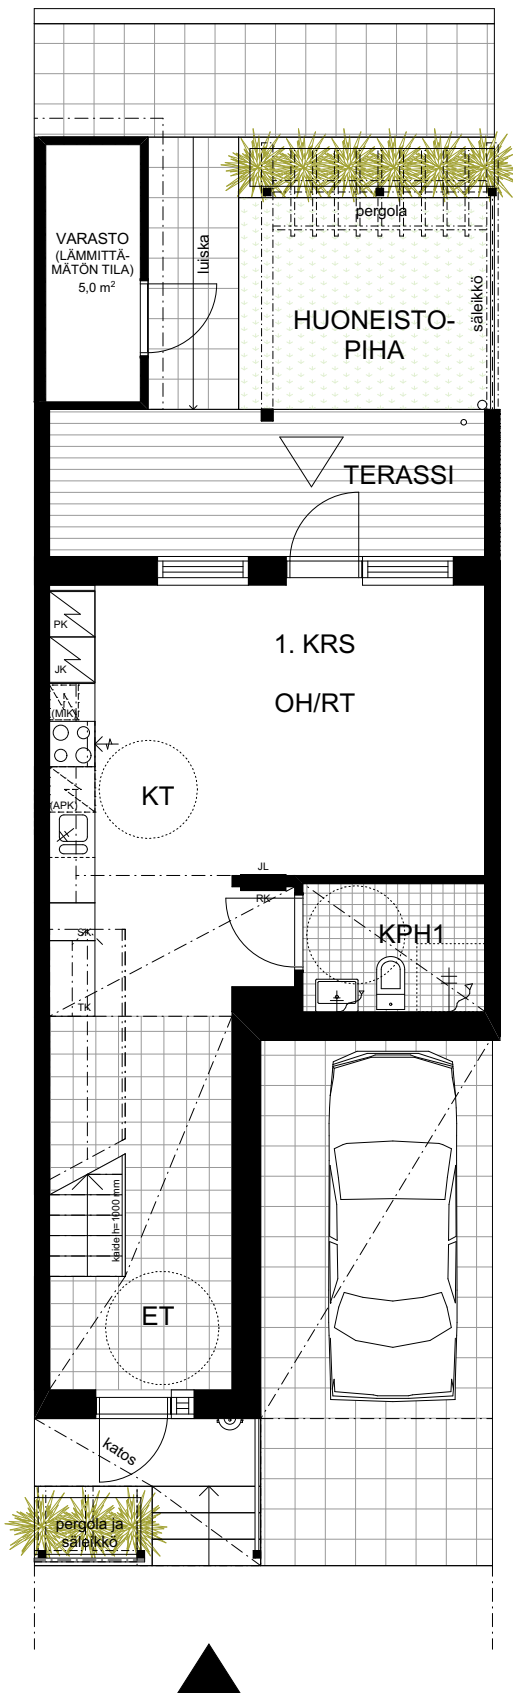 VARASTO
(LÄMMITTÄ-
MÄTÖN TILA)
5,0 m²
luiska
pergola
säleikkö
HUONEISTO-
PIHA
TERASSI
PK
1. KRS
JK
OH/RT
(MIK)
KT
(APK)
JL
RK
SK
KPH1
TK
kaide h=1000 mm
ET
katos
pergola ja
säleikkö